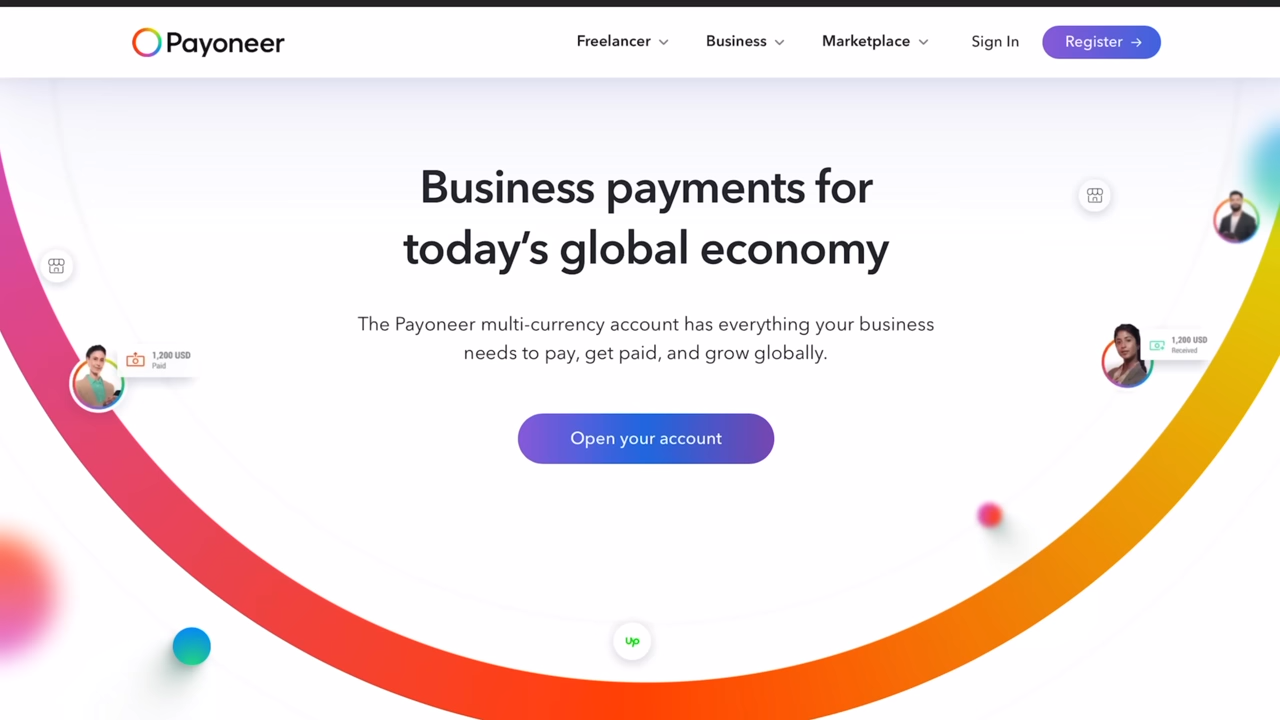 Payoneer
Freelancer
Business
Marketplace
Sign In
Register →
Business payments for
today’s global economy
The Payoneer multi-currency account has everything your business
needs to pay, get paid, and grow globally.
1,200 USD
Paid
1,200 USD
Received
Open your account
Up